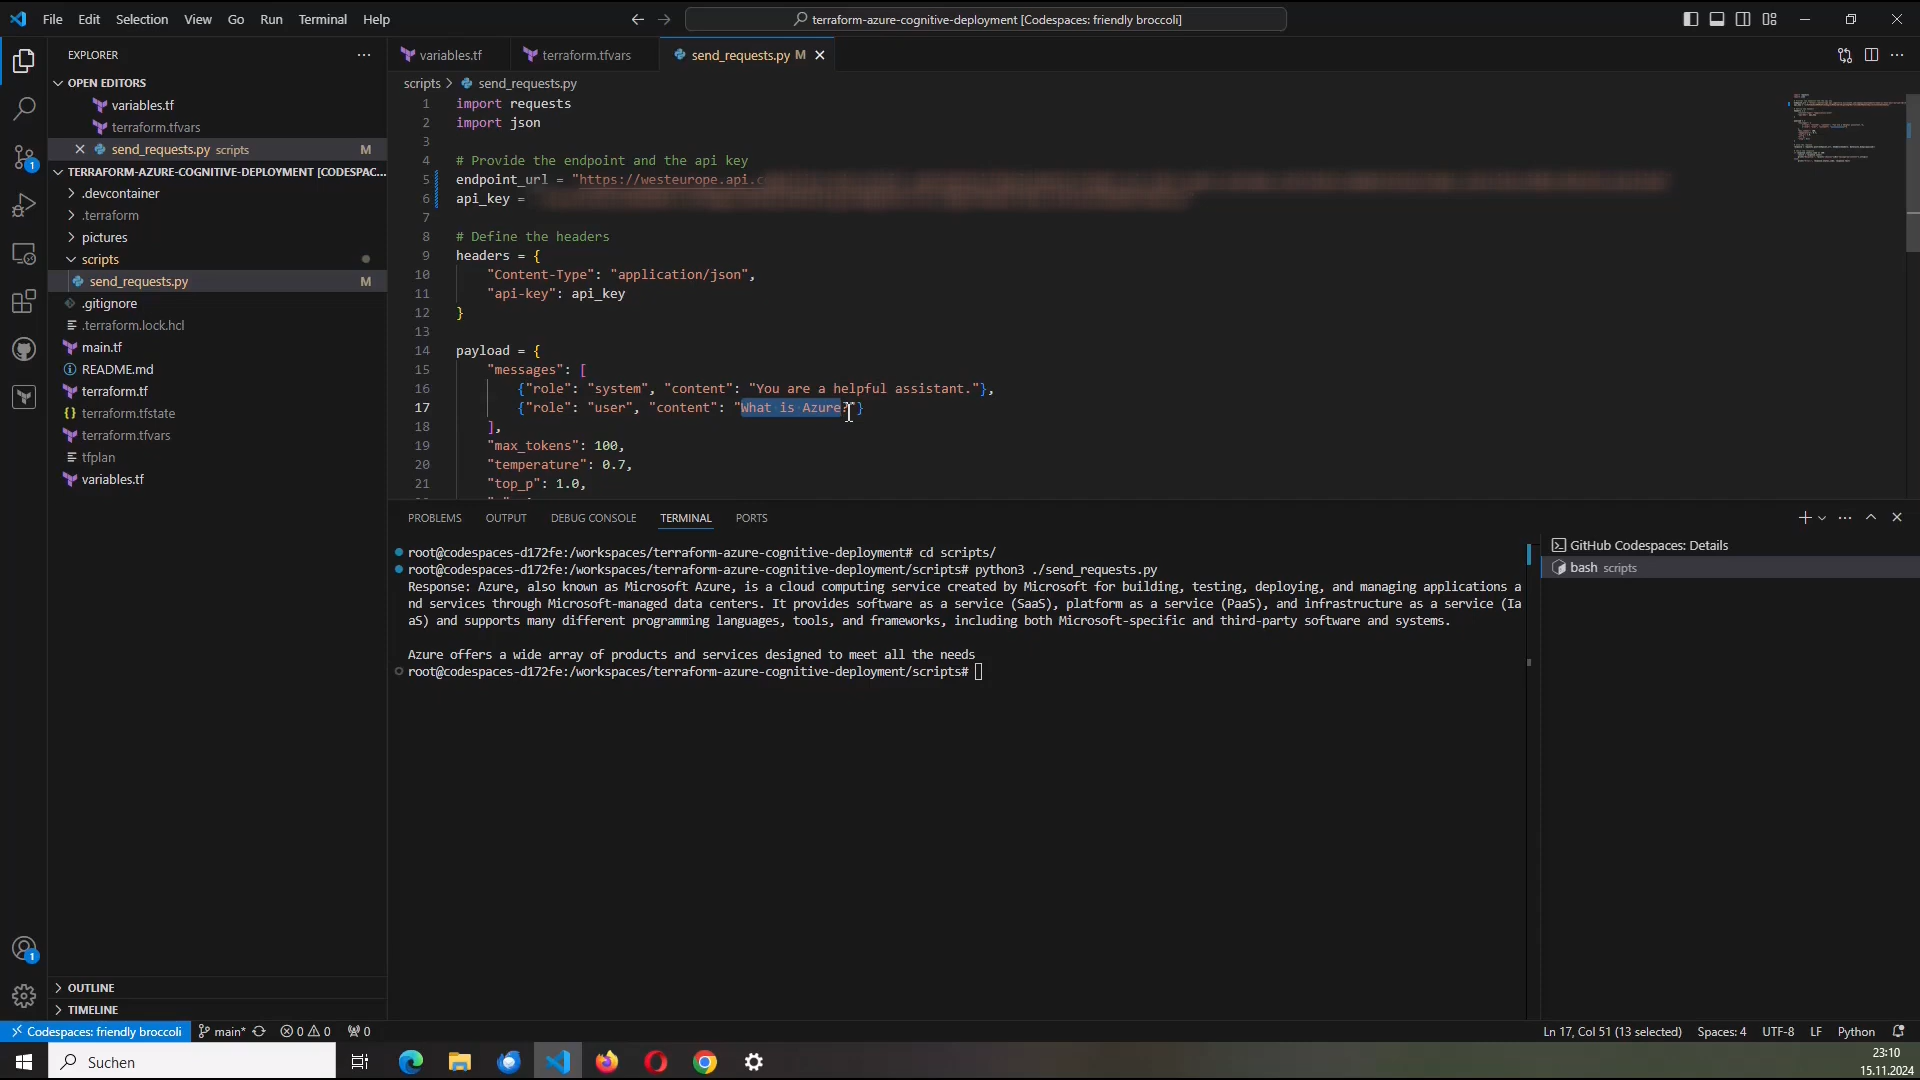 File Edit Selection View Go Run Terminal Help
terraform-azure-cognitive-deployment [Codespaces: friendly broccoli]
EXPLORER
OPEN EDITORS
variables.tf
terraform.tfvars
send_requests.py scripts M
TERRAFORM-AZURE-COGNITIVE-DEPLOYMENT [CODESPAC...
.devcontainer
.terraform
pictures
scripts
send_requests.py M
.gitignore
.terraform.lock.hcl
main.tf
README.md
terraform.tf
terraform.tfstate
terraform.tfvars
tfplan
variables.tf
OUTLINE
TIMELINE
variables.tf terraform.tfvars send_requests.py M
scripts > send_requests.py
1 import requests
2 import json
3
4 # Provide the endpoint and the api key
5 endpoint_url = "https://westeurope.api.c
6 api_key =
7
8 # Define the headers
9 headers = {
10 "Content-Type": "application/json",
11 "api-key": api_key
12 }
13
14 payload = {
15 "messages": [
16 {"role": "system", "content": "You are a helpful assistant."},
17 {"role": "user", "content": "What is Azure?"}
18 ],
19 "max_tokens": 100,
20 "temperature": 0.7,
21 "top_p": 1.0,
PROBLEMS OUTPUT DEBUG CONSOLE TERMINAL PORTS
root@codespaces-d172fe:/workspaces/terraform-azure-cognitive-deployment# cd scripts/
root@codespaces-d172fe:/workspaces/terraform-azure-cognitive-deployment/scripts# python3 ./send_requests.py
Response: Azure, also known as Microsoft Azure, is a cloud computing service created by Microsoft for building, testing, deploying, and managing applications a
nd services through Microsoft-managed data centers. It provides software as a service (SaaS), platform as a service (PaaS), and infrastructure as a service (Ia
aS) and supports many different programming languages, tools, and frameworks, including both Microsoft-specific and third-party software and systems.
Azure offers a wide array of products and services designed to meet all the needs
root@codespaces-d172fe:/workspaces/terraform-azure-cognitive-deployment/scripts#
GitHub Codespaces: Details
bash scripts
1
1
Codespaces: friendly broccoli main* 0 0 0
Ln 17, Col 51 (13 selected) Spaces: 4 UTF-8 LF Python
Suchen
23:10
15.11.2024